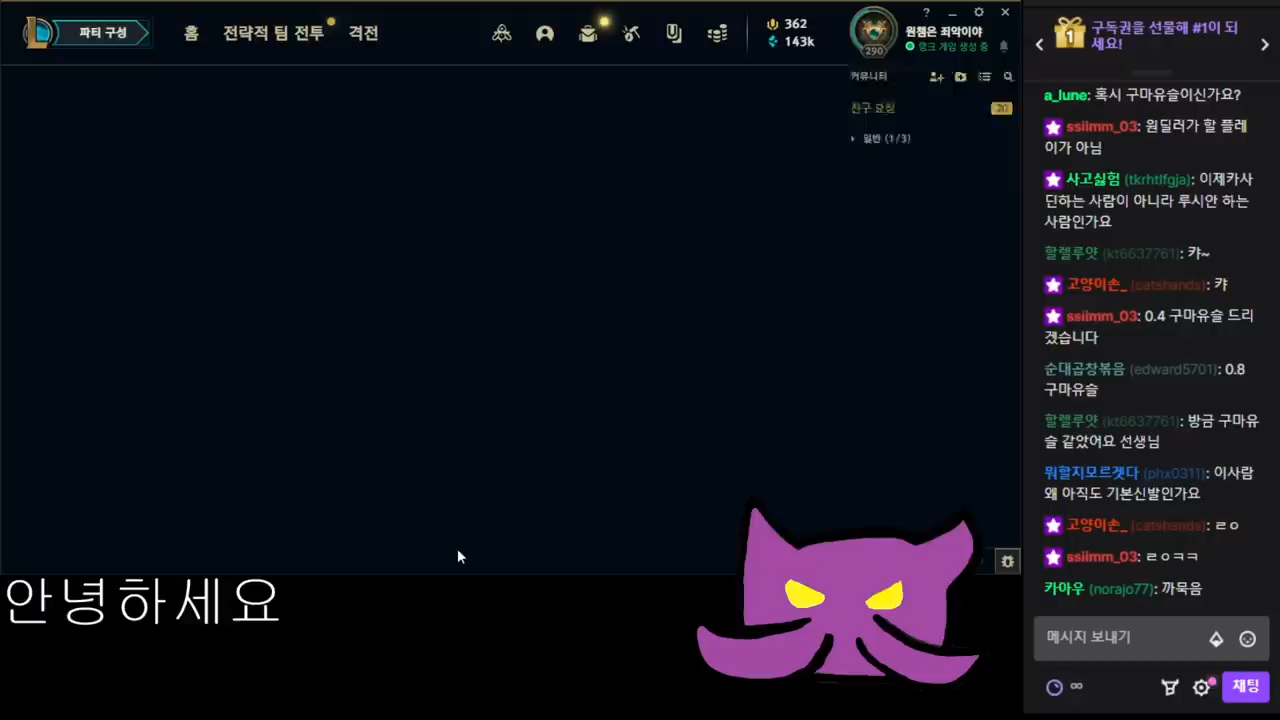 파티 구성
홈
전략적 팀 전투
격전
362
143k
290
원챔은 죄악이야
랭크 게임 생성 중
커뮤니티
친구 요청
20
일반 (1/3)
안녕하세요
1
구독권을 선물해 #1이 되
세요!
a_lune: 혹시 구마유슬이신가요?
ssiimm_03: 원딜러가 할 플레
이가 아님
사고실험 (tkrhtlfgja): 이제카사
딘하는 사람이 아니라 루시안 하는
사람인가요
할렐루얏 (kt6637761): 캬~
고양이손_ (catshands): 캬
ssiimm_03: 0.4 구마유슬 드리
겠습니다
순대곱창볶음 (edward5701): 0.8
구마유슬
할렐루얏 (kt6637761): 방금 구마유
슬 같았어요 선생님
뭐할지모르겟다 (phx0311): 이사람
왜 아직도 기본신발인가요
고양이손_ (catshands): ㄹㅇ
ssiimm_03: ㄹㅇㅋㅋ
카아우 (norajo77): 까묵음
메시지 보내기
채팅